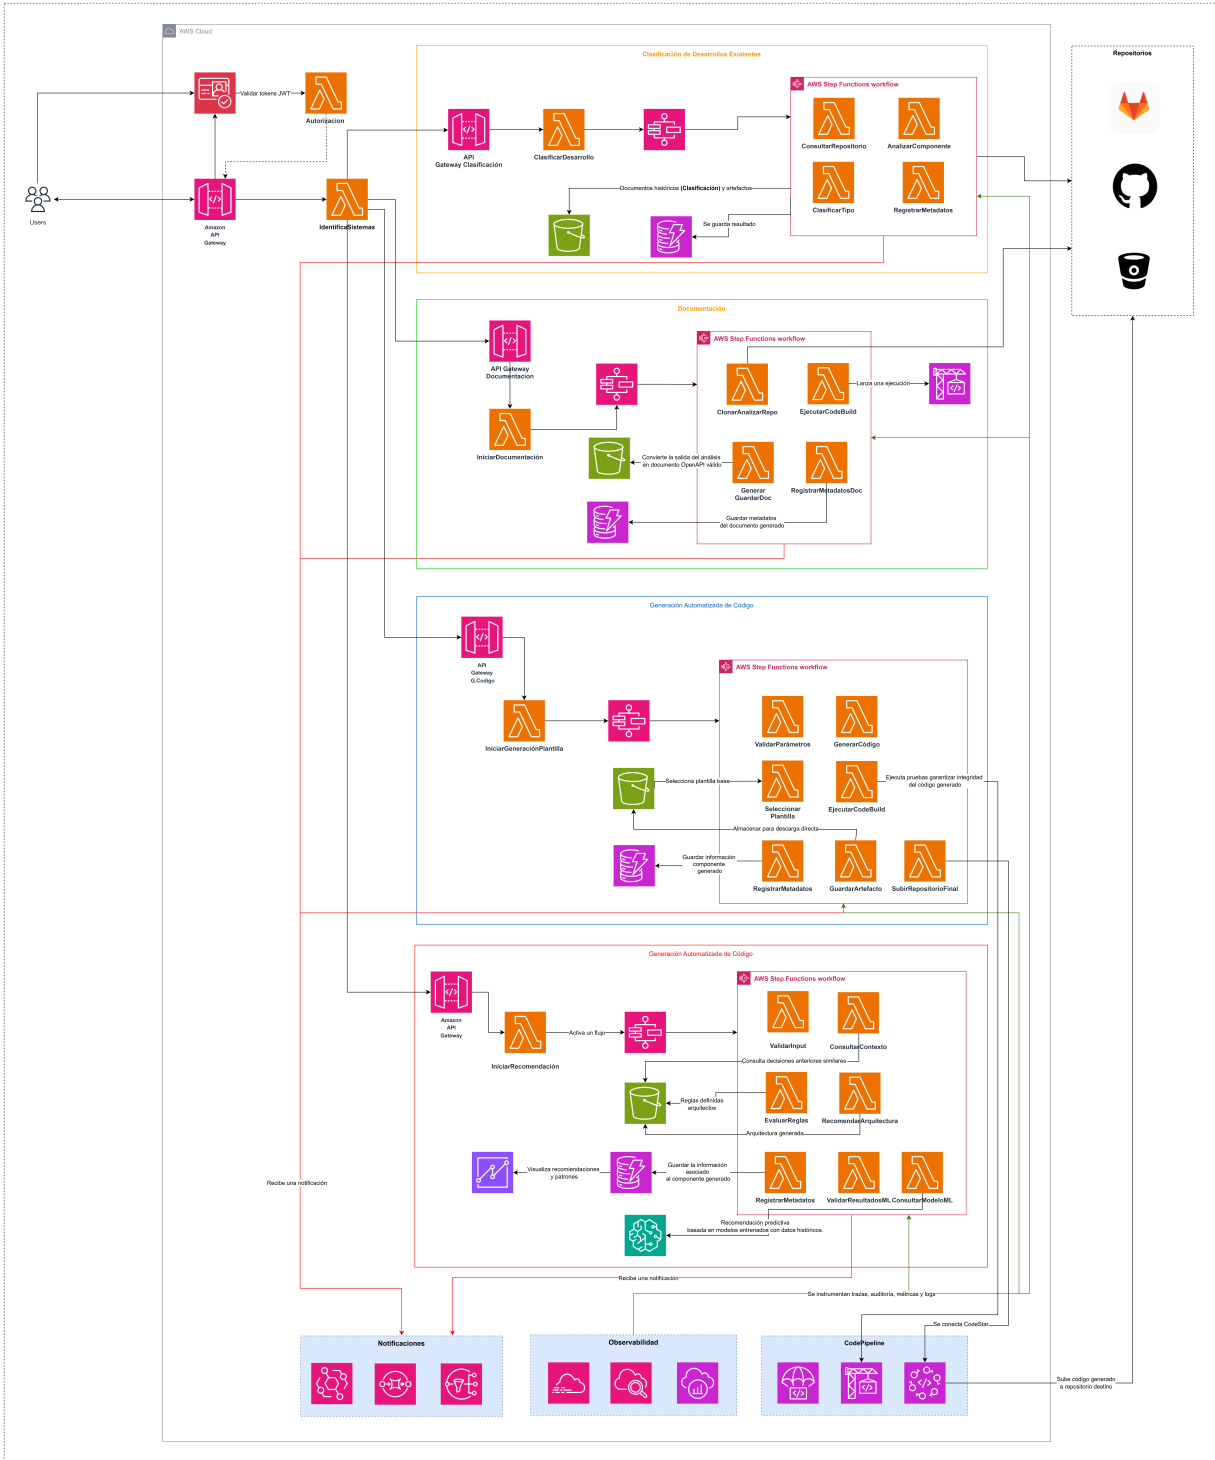 AWS Cloud
Clasificación de Desarrollos Existentes
Repositorios
AWS Step Functions workflow
Validar tokens JWT
Autorizacion
API
Gateway Clasificación
ClasificarDesarrollo
ConsultarRepositorio
AnalizarComponente
Documentos históricos (Clasificación) y artefactos
ClasificarTipo
RegistrarMetadatos
Se guarda resultado
Users
Amazon
API
Gateway
IdentificaSistemas
Documentación
AWS Step Functions workflow
API Gateway
Documentacion
ClonarAnalizarRepo
EjecutarCodeBuild
Lanza una ejecución
IniciarDocumentación
Convierte la salida del análisis
en documento OpenAPI válido
Generar
GuardarDoc
RegistrarMetadatosDoc
Guardar metadatos
del documento generado
Generación Automatizada de Código
API
Gateway
G.Codigo
AWS Step Functions workflow
IniciarGeneraciónPlantilla
ValidarParámetros
GenerarCódigo
Selecciona plantilla base
Seleccionar
Plantilla
EjecutarCodeBuild
Ejecuta pruebas garantizar integridad
del código generado
Almacenar para descarga directa
Guardar información
componente
generado
RegistrarMetadatos
GuardarArtefacto
SubirRepositorioFinal
Generación Automatizada de Código
AWS Step Functions workflow
Amazon
API
Gateway
IniciarRecomendación
Activa un flujo
ValidarInput
ConsultarContexto
Consulta decisiones anteriores similares
Reglas definidas
arquitectos
EvaluarReglas
RecomendarArquitectura
Arquitectura generada
Visualiza recomiendaciones
y patrones
Guardar la información
asociado
al componente generado
RegistrarMetadatos
ValidarResultadosML
ConsultarModeloML
Recomendación predictiva
basada en modelos entrenados con datos históricos.
Recibe una notificación
Recibe una notificación
Se instrumentan trazas, auditoría, métricas y logs
Se conecta CodeStar
Notificaciones
Observabilidad
CodePipeline
Sube código generado
a repositorio destino